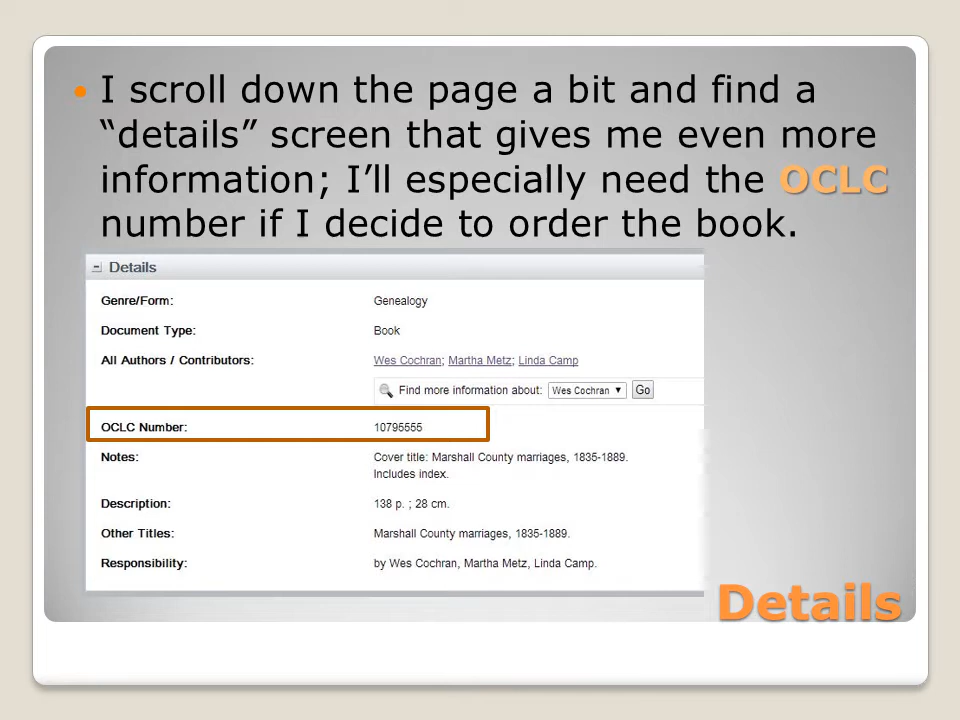 • I scroll down the page a bit and find a
“details” screen that gives me even more
information; I’ll especially need the OCLC
number if I decide to order the book.
Details
Genre/Form: Genealogy
Document Type: Book
All Authors / Contributors: Wes Cochran; Martha Metz; Linda Camp
Find more information about: Wes Cochran ▼ Go
OCLC Number: 10795555
Notes: Cover title: Marshall County marriages, 1835-1889.
Includes index.
Description: 138 p. ; 28 cm.
Other Titles: Marshall County marriages, 1835-1889.
Responsibility: by Wes Cochran, Martha Metz, Linda Camp.
Details